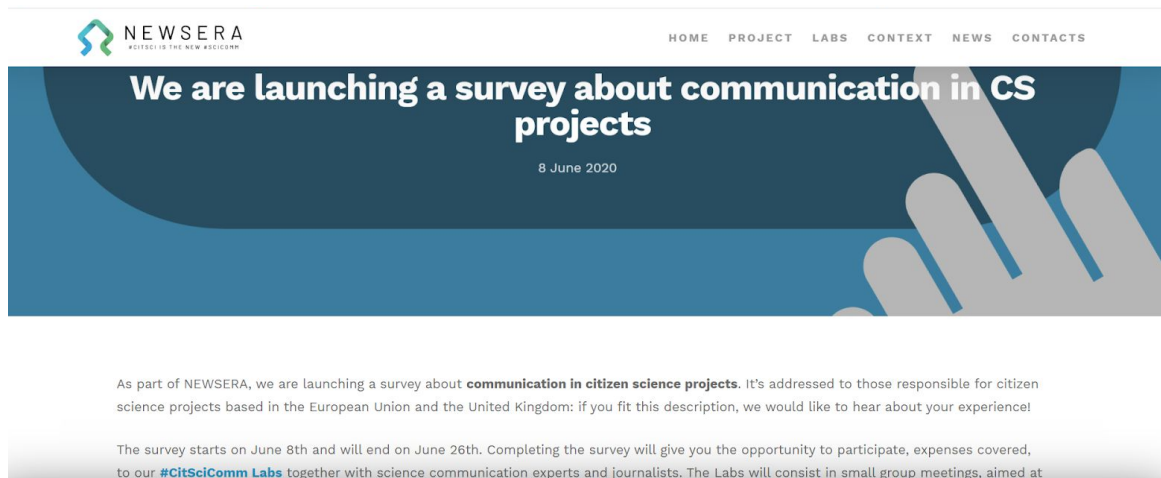 NEWSERA
#CITSCI IS THE NEW #SCICOMM
HOME PROJECT LABS CONTEXT NEWS CONTACTS
We are launching a survey about communication in CS
projects
8 June 2020
As part of NEWSERA, we are launching a survey about communication in citizen science projects. It’s addressed to those responsible for citizen
science projects based in the European Union and the United Kingdom: if you fit this description, we would like to hear about your experience!
The survey starts on June 8th and will end on June 26th. Completing the survey will give you the opportunity to participate, expenses covered,
to our #CitSciComm Labs together with science communication experts and journalists. The Labs will consist in small group meetings, aimed at